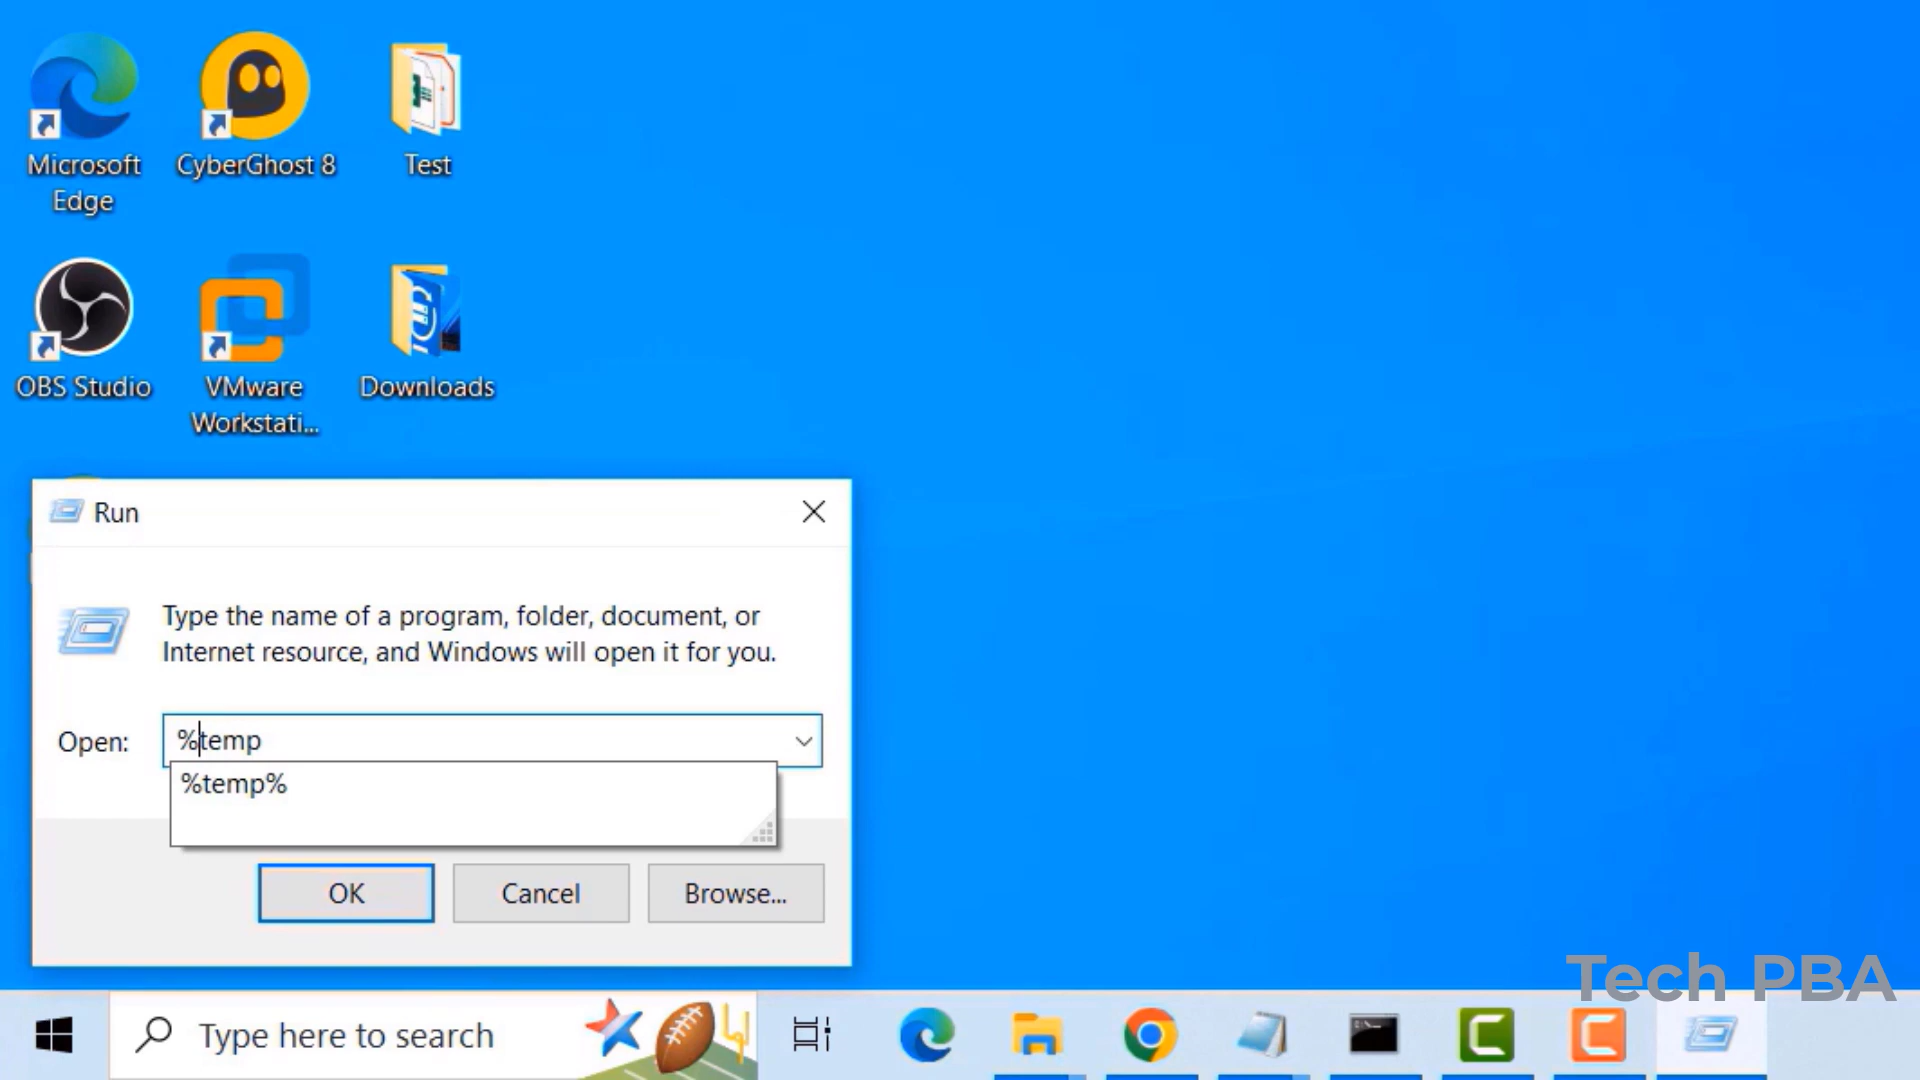 Microsoft
Edge
CyberGhost 8
Test
OBS Studio
VMware
Workstati...
Downloads
Run
Type the name of a program, folder, document, or
Internet resource, and Windows will open it for you.
Open:
%temp
%temp%
OK
Cancel
Browse...
Tech PBA
Type here to search